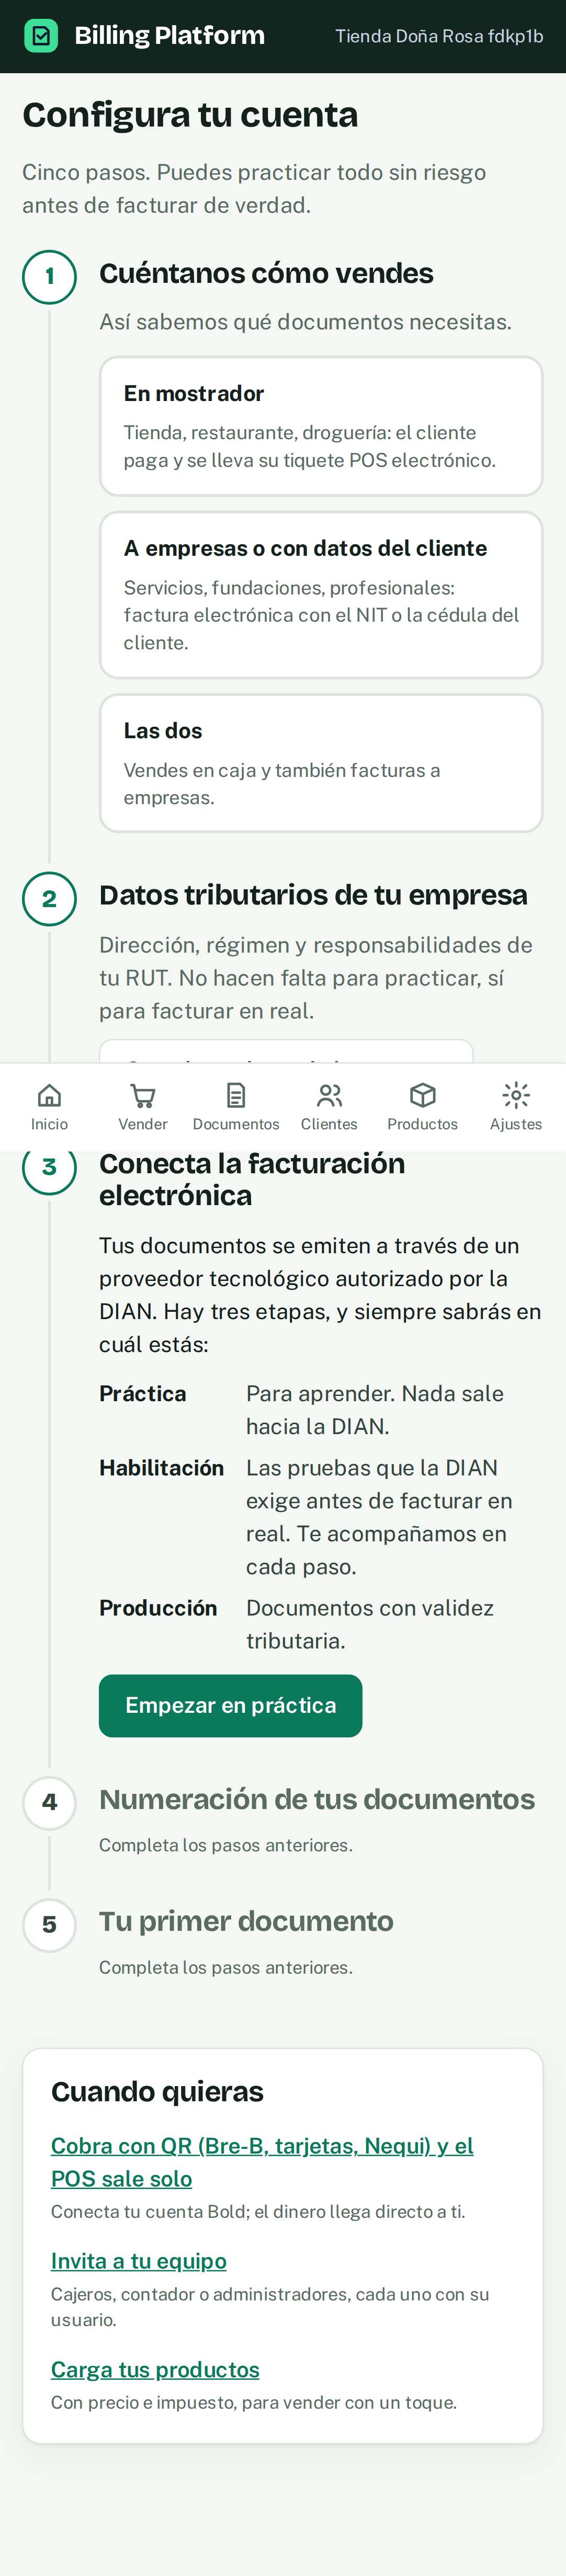 Billing Platform
Tienda Doña Rosa fdkp1b
Configura tu cuenta
Cinco pasos. Puedes practicar todo sin riesgo
antes de facturar de verdad.
1
Cuéntanos cómo vendes
Así sabemos qué documentos necesitas.
En mostrador
Tienda, restaurante, droguería: el cliente
paga y se lleva su tiquete POS electrónico.
A empresas o con datos del cliente
Servicios, fundaciones, profesionales:
factura electrónica con el NIT o la cédula del
cliente.
Las dos
Vendes en caja y también facturas a
empresas.
2
Datos tributarios de tu empresa
Dirección, régimen y responsabilidades de
tu RUT. No hacen falta para practicar, sí
para facturar en real.
Inicio
Vender
Documentos
Clientes
Productos
Ajustes
3
Conecta la facturación
electrónica
Tus documentos se emiten a través de un
proveedor tecnológico autorizado por la
DIAN. Hay tres etapas, y siempre sabrás en
cuál estás:
Práctica
Para aprender. Nada sale
hacia la DIAN.
Habilitación
Las pruebas que la DIAN
exige antes de facturar en
real. Te acompañamos en
cada paso.
Producción
Documentos con validez
tributaria.
Empezar en práctica
4
Numeración de tus documentos
Completa los pasos anteriores.
5
Tu primer documento
Completa los pasos anteriores.
Cuando quieras
Cobra con QR (Bre-B, tarjetas, Nequi) y el
POS sale solo
Conecta tu cuenta Bold; el dinero llega directo a ti.
Invita a tu equipo
Cajeros, contador o administradores, cada uno con su
usuario.
Carga tus productos
Con precio e impuesto, para vender con un toque.